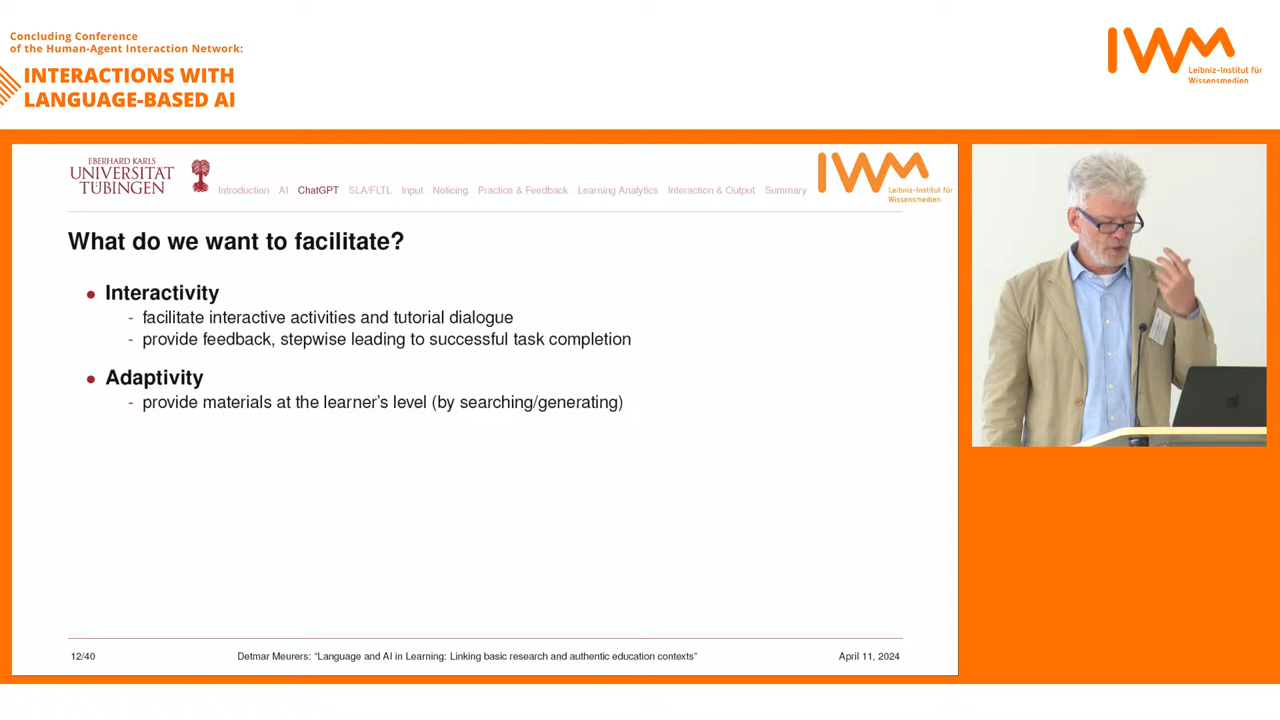 Concluding Conference
of the Human-Agent Interaction Network:
INTERACTIONS WITH
LANGUAGE-BASED AI
IWM
Leibniz-Institut für
Wissensmedien
EBERHARD KARLS
UNIVERSITÄT
TÜBINGEN
Introduction AI ChatGPT SLA/FLTL Input Noticing Practice & Feedback Learning Analytics Interaction & Output Summary
IWM
Leibniz-Institut für
Wissensmedien
What do we want to facilitate?
• Interactivity
- facilitate interactive activities and tutorial dialogue
- provide feedback, stepwise leading to successful task completion
• Adaptivity
- provide materials at the learner's level (by searching/generating)
12/40 Detmar Meurers: "Language and AI in Learning: Linking basic research and authentic education contexts" April 11, 2024